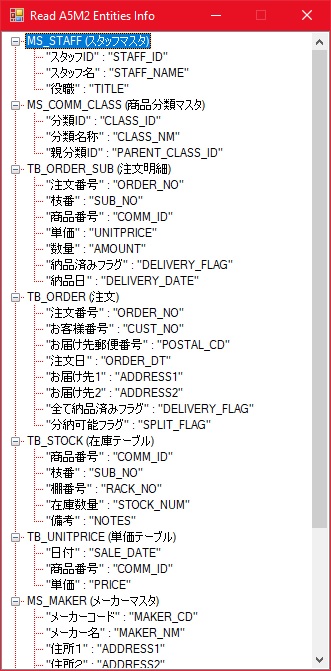 Read A5M2 Entities Info
MS_STAFF (スタッフマスタ)
"スタッフID" : "STAFF_ID"
"スタッフ名" : "STAFF_NAME"
"役職" : "TITLE"
MS_COMM_CLASS (商品分類マスタ)
"分類ID" : "CLASS_ID"
"分類名称" : "CLASS_NM"
"親分類ID" : "PARENT_CLASS_ID"
TB_ORDER_SUB (注文明細)
"注文番号" : "ORDER_NO"
"枝番" : "SUB_NO"
"商品番号" : "COMM_ID"
"単価" : "UNITPRICE"
"数量" : "AMOUNT"
"納品済みフラグ" : "DELIVERY_FLAG"
"納品日" : "DELIVERY_DATE"
TB_ORDER (注文)
"注文番号" : "ORDER_NO"
"お客様番号" : "CUST_NO"
"お届け先郵便番号" : "POSTAL_CD"
"注文日" : "ORDER_DT"
"お届け先1" : "ADDRESS1"
"お届け先2" : "ADDRESS2"
"全て納品済みフラグ" : "DELIVERY_FLAG"
"分納可能フラグ" : "SPLIT_FLAG"
TB_STOCK (在庫テーブル)
"商品番号" : "COMM_ID"
"枝番" : "SUB_NO"
"棚番号" : "RACK_NO"
"在庫数量" : "STOCK_NUM"
"備考" : "NOTES"
TB_UNITPRICE (単価テーブル)
"日付" : "SALE_DATE"
"商品番号" : "COMM_ID"
"単価" : "PRICE"
MS_MAKER (メーカーマスタ)
"メーカーコード" : "MAKER_CD"
"メーカー名" : "MAKER_NM"
"住所1" : "ADDRESS1"
"住所2" : "ADDRESS2"